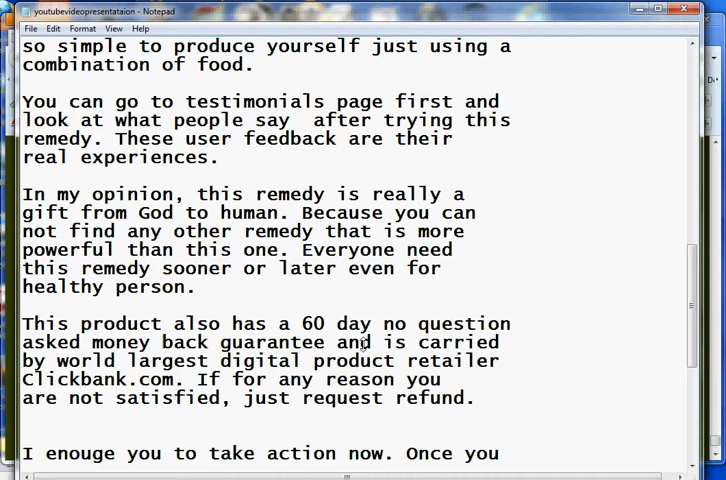 youtubevideopresentataion - Notepad
File Edit Format View Help
so simple to produce yourself just using a
combination of food.
You can go to testimonials page first and
look at what people say after trying this
remedy. These user feedback are their
real experiences.
In my opinion, this remedy is really a
gift from God to human. Because you can
not find any other remedy that is more
powerful than this one. Everyone need
this remedy sooner or later even for
healthy person.
This product also has a 60 day no question
asked money back guarantee and is carried
by world largest digital product retailer
Clickbank.com. If for any reason you
are not satisfied, just request refund.
I enouge you to take action now. Once you